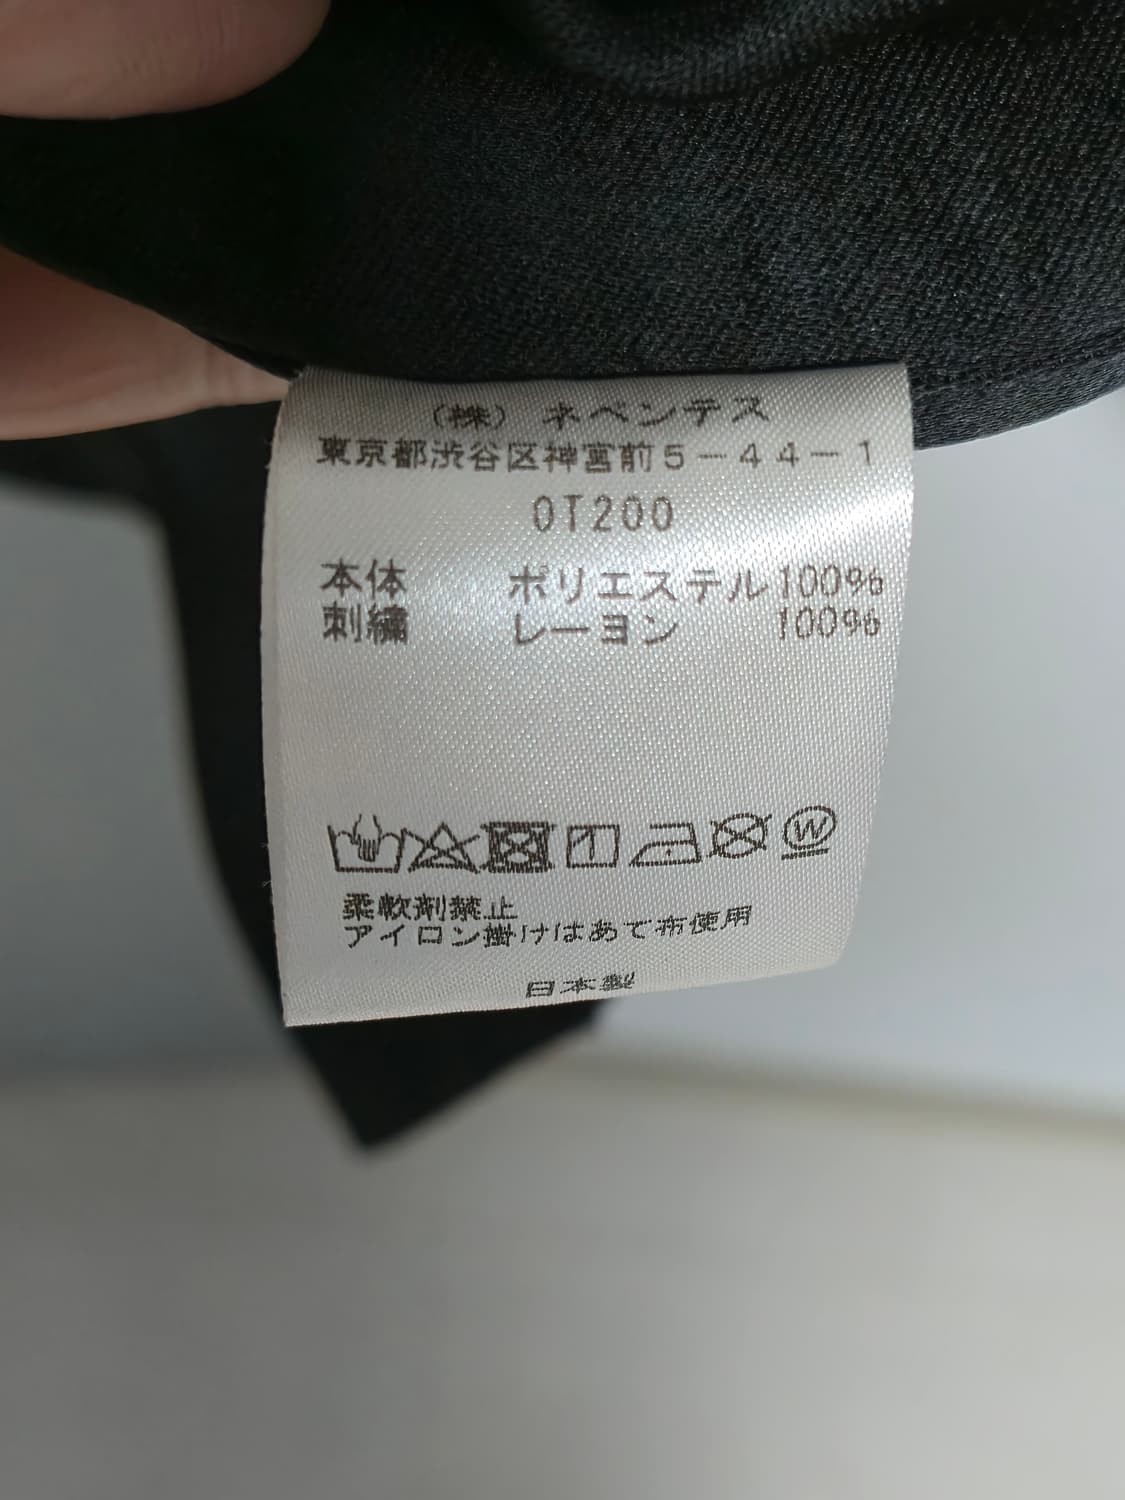 （株）ネペンテス
東京都渋谷区神宮前5－44－1
0T200
本体 ポリエステル100%
刺繍 レーヨン 100%
W
柔軟剤禁止
アイロン掛けはあて布使用
日本製